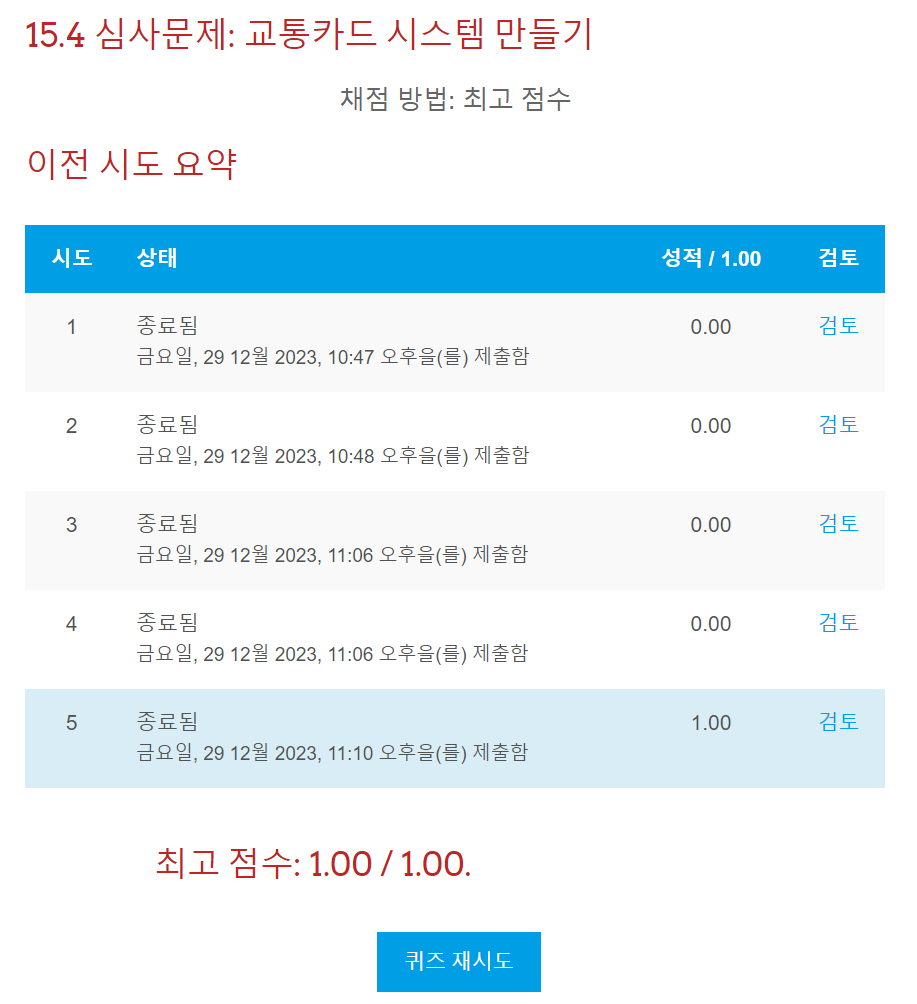 15.4 심사문제: 교통카드 시스템 만들기
채점 방법: 최고 점수
이전 시도 요약
시도 상태 성적 / 1.00 검토
1 종료됨 0.00 검토
금요일, 29 12월 2023, 10:47 오후을(를) 제출함
2 종료됨 0.00 검토
금요일, 29 12월 2023, 10:48 오후을(를) 제출함
3 종료됨 0.00 검토
금요일, 29 12월 2023, 11:06 오후을(를) 제출함
4 종료됨 0.00 검토
금요일, 29 12월 2023, 11:06 오후을(를) 제출함
5 종료됨 1.00 검토
금요일, 29 12월 2023, 11:10 오후을(를) 제출함
최고 점수: 1.00 / 1.00.
퀴즈 재시도